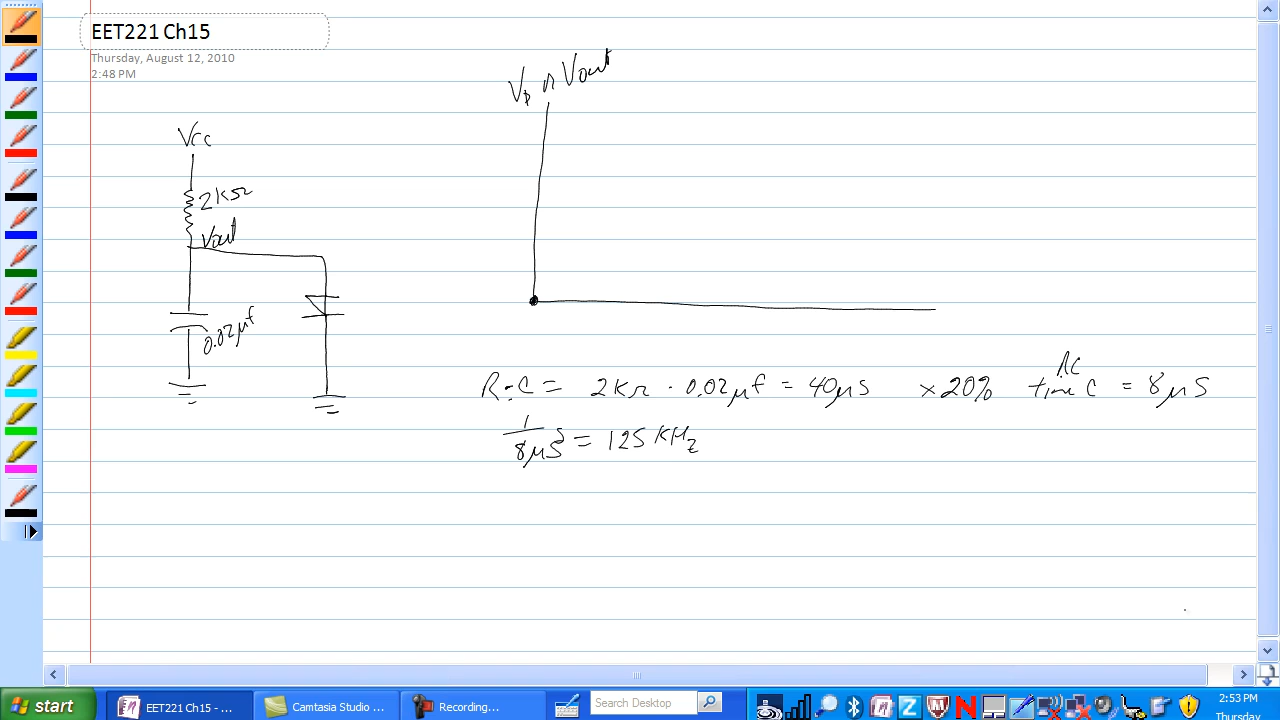 EET221 Ch15
Thursday, August 12, 2010
2:48 PM
Vout
Vcc
2KΩ
Vout
0.02μf
RC
R·C = 2KΩ · 0.02μf = 40μs x 20% time C = 8μS
1/8μS = 125 KHz
start
EET221 Ch15 - ...
Camtasia Studio ...
Recording...
Search Desktop
2:53 PM
Thursday